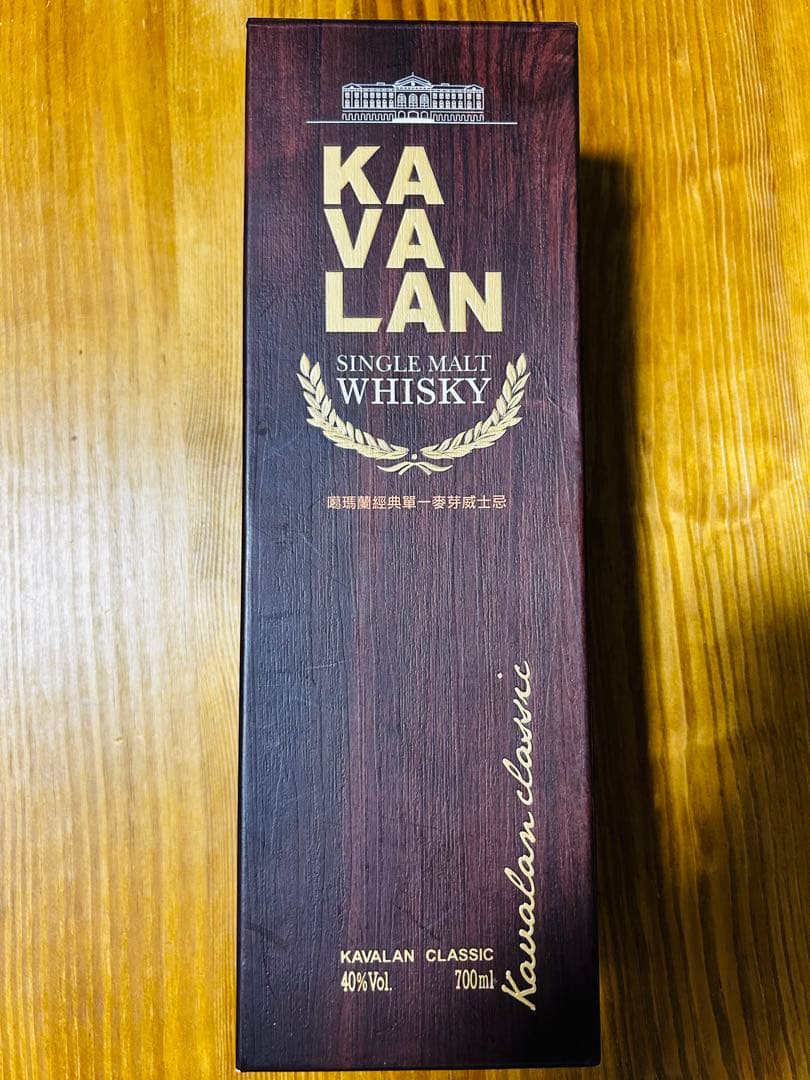 KA
VA
LAN
SINGLE MALT
WHISKY
噶瑪蘭經典單一麥芽威士忌
Kavalan classic
KAVALAN CLASSIC
40%Vol. 700ml